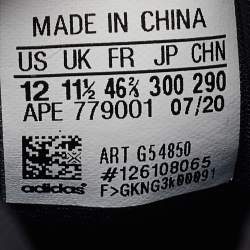 MADE IN CHINA
US UK FR JP CHN
12 11½ 46⅔ 300 290
APE 779001 07/20
ART G54850
#126108065
adidas F>GKNG3k00091